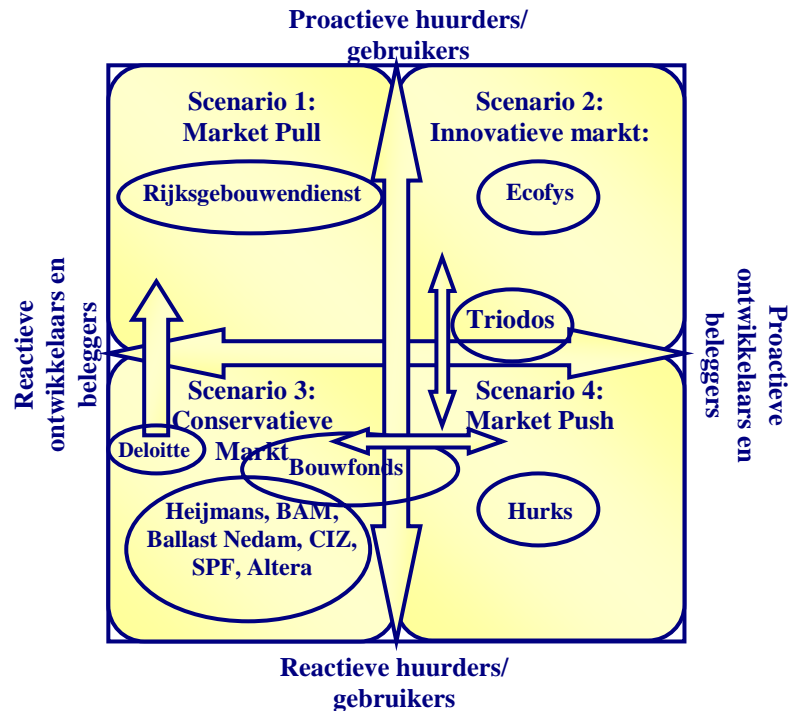 Proactieve huurders/
gebruikers
Scenario 1:
Market Pull
Scenario 2:
Innovatieve markt:
Rijksgebouwendienst
Ecofys
Triodos
Reactieve
ontwikkelaars en
beleggers
Proactieve
ontwikkelaars en
beleggers
Scenario 3:
Conservatieve
Markt
Scenario 4:
Market Push
Deloitte
Bouwfonds
Heijmans, BAM,
Ballast Nedam, CIZ,
SPF, Altera
Hurks
Reactieve huurders/
gebruikers